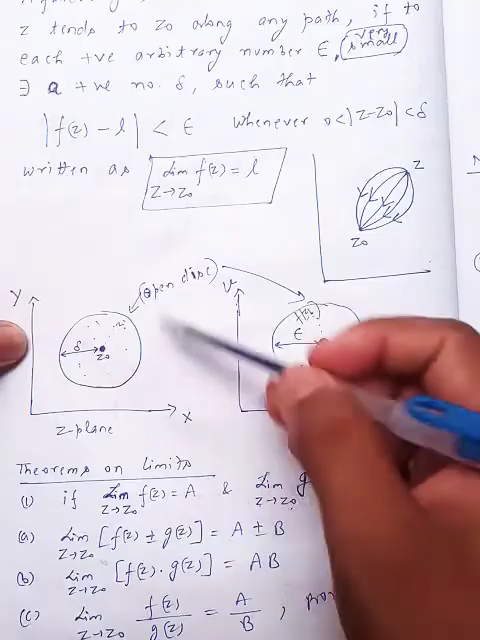 z tends to z₀ along any path, if to
each +ve arbitrary number ε, very small
∃ a +ve no. δ, such that
|f(z) - l| < ε whenever 0<|z-z₀|<δ
written as lim f(z) = l
z→z₀
z
z₀
(open disc)
Y
V
δ
z₀
ε
X
z-plane
Theorems on limits
(1) if lim f(z) = A & lim
z→z₀ z→z₀
(a) lim [f(z) ± g(z)] = A ± B
z→z₀
(b) lim [f(z) · g(z)] = AB
z→z₀
(c) lim f(z)/g(z) = A/B ,
z→z₀